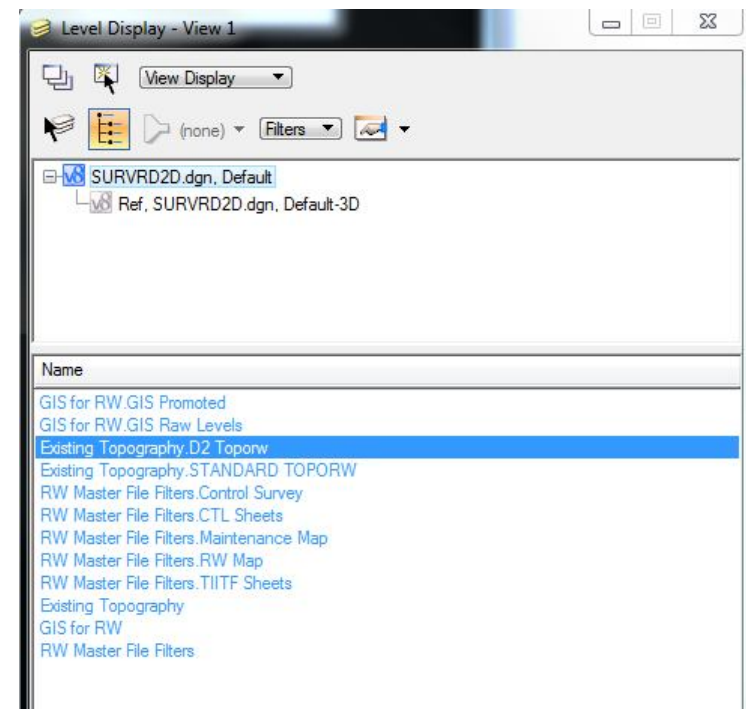 Level Display - View 1
View Display
(none) Filters
v8 SURVRD2D.dgn, Default
v8 Ref, SURVRD2D.dgn, Default-3D
Name
GIS for RW.GIS Promoted
GIS for RW.GIS Raw Levels
Existing Topography.D2 Toporw
Existing Topography.STANDARD TOPORW
RW Master File Filters.Control Survey
RW Master File Filters.CTL Sheets
RW Master File Filters.Maintenance Map
RW Master File Filters.RW Map
RW Master File Filters.TIITF Sheets
Existing Topography
GIS for RW
RW Master File Filters